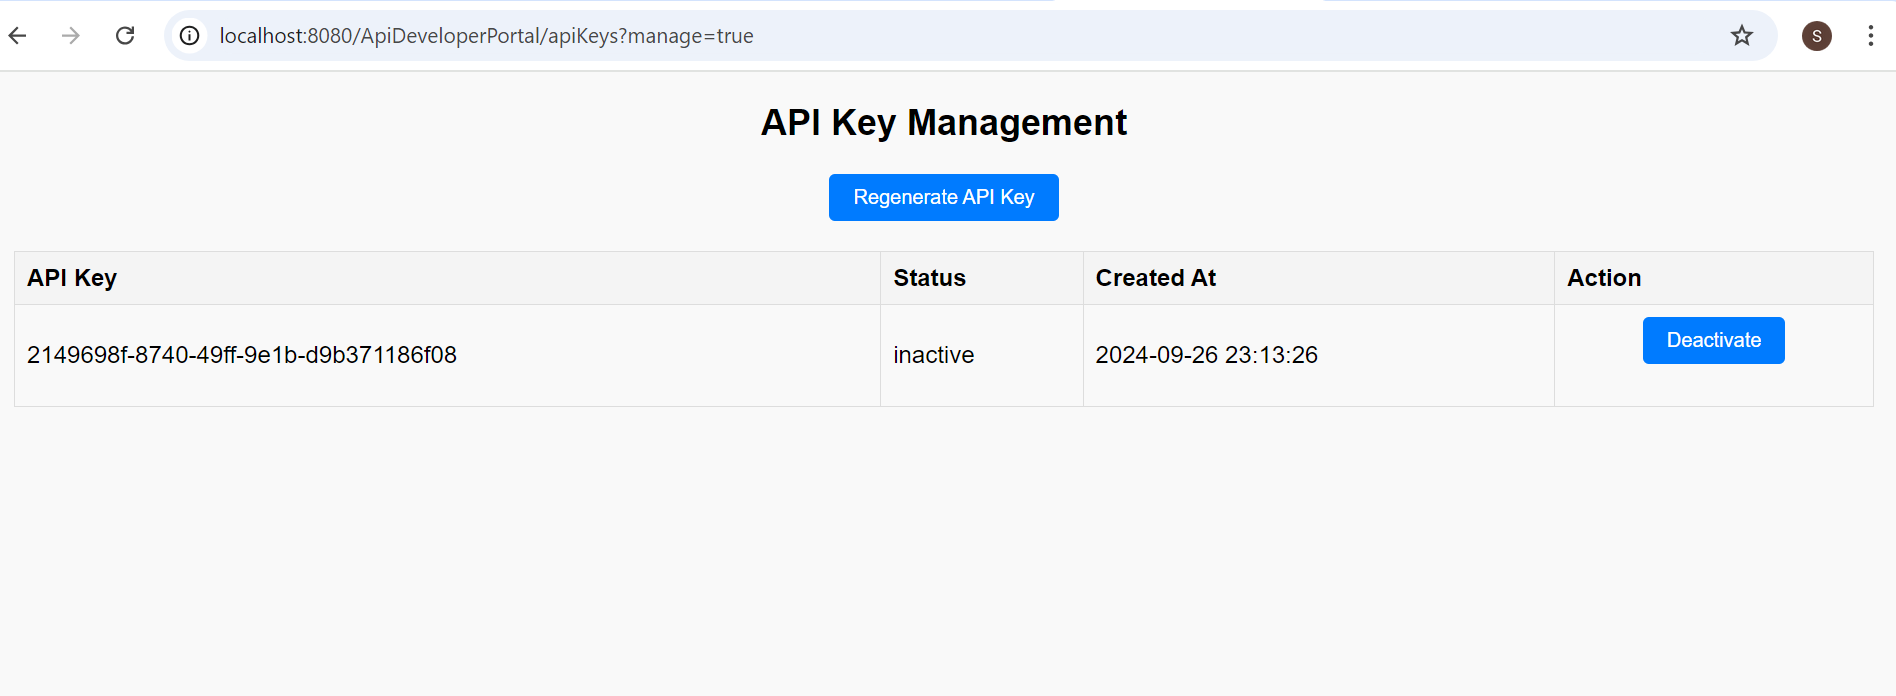 localhost:8080/ApiDeveloperPortal/apiKeys?manage=true
S
API Key Management
Regenerate API Key
API Key Status Created At Action
2149698f-8740-49ff-9e1b-d9b371186f08 inactive 2024-09-26 23:13:26 Deactivate